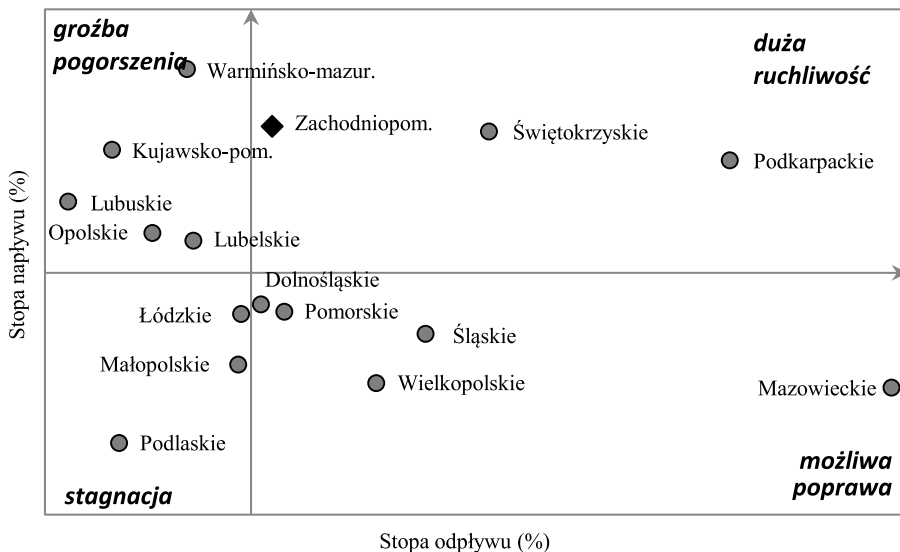 groźba
pogorszenia
duża
ruchliwość
Warmińsko-mazur.
Zachodniopom.
Świętokrzyskie
Kujawsko-pom.
Podkarpackie
Lubuskie
Opolskie
Lubelskie
Stopa napływu (%)
Dolnośląskie
Łódzkie
Pomorskie
Śląskie
Małopolskie
Wielkopolskie
Mazowieckie
Podlaskie
stagnacja
możliwa
poprawa
Stopa odpływu (%)